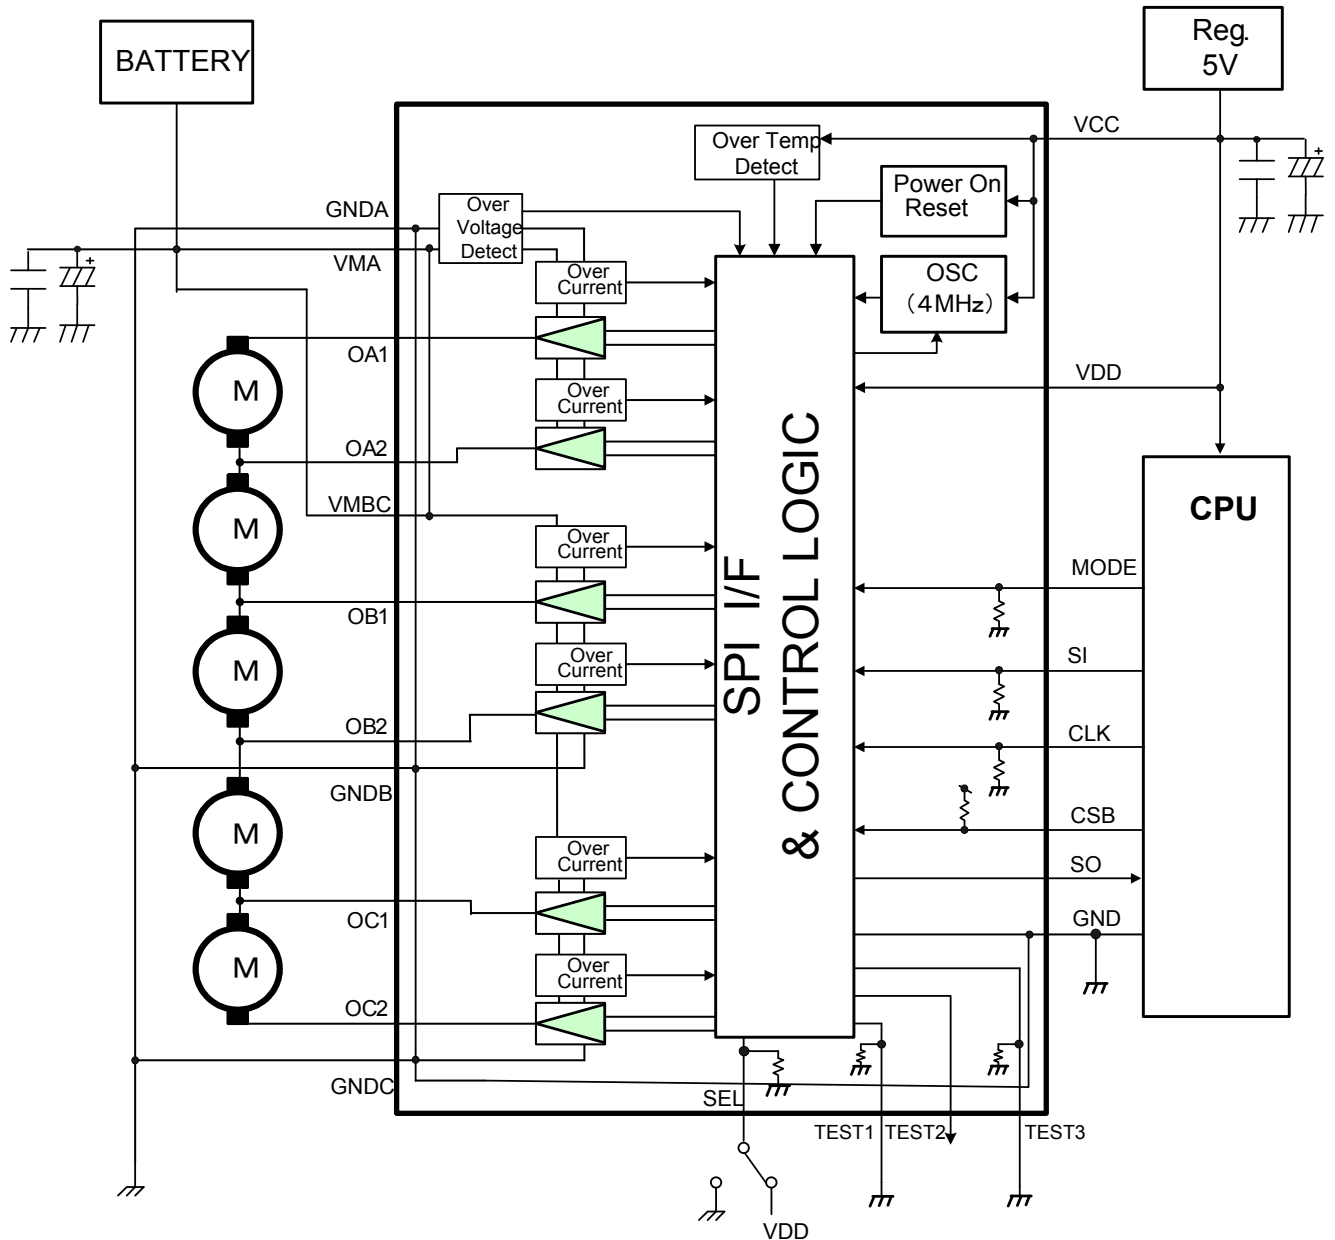 BATTERY
Reg.
5V
VCC
Over Temp
Detect
Power On
Reset
GNDA
Over
Voltage
Detect
VMA
+
+
Over
Current
OSC
(4MHz)
OA1
M
VDD
Over
Current
OA2
VMBC
M
Over
Current
CPU
MODE
OB1
SPI I/F
& CONTROL LOGIC
SI
Over
Current
M
OB2
CLK
GNDB
CSB
M
Over
Current
SO
OC1
GND
M
Over
Current
OC2
GNDC
SEL
TEST1
TEST2
TEST3
VDD